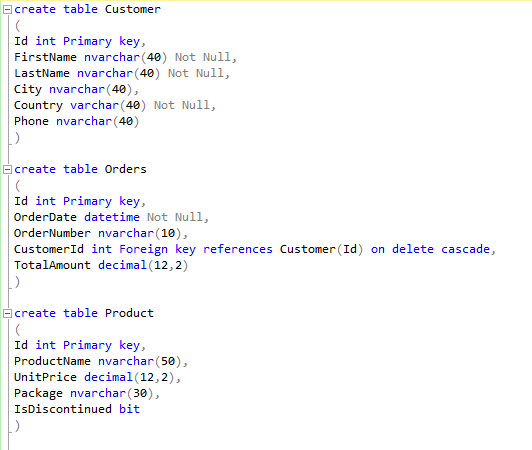 create table Customer
(
Id int Primary key,
FirstName nvarchar(40) Not Null,
LastName nvarchar(40) Not Null,
City nvarchar(40),
Country varchar(40) Not Null,
Phone nvarchar(40)
)
create table Orders
(
Id int Primary key,
OrderDate datetime Not Null,
OrderNumber nvarchar(10),
CustomerId int Foreign key references Customer(Id) on delete cascade,
TotalAmount decimal(12,2)
)
create table Product
(
Id int Primary key,
ProductName nvarchar(50),
UnitPrice decimal(12,2),
Package nvarchar(30),
IsDiscontinued bit
)